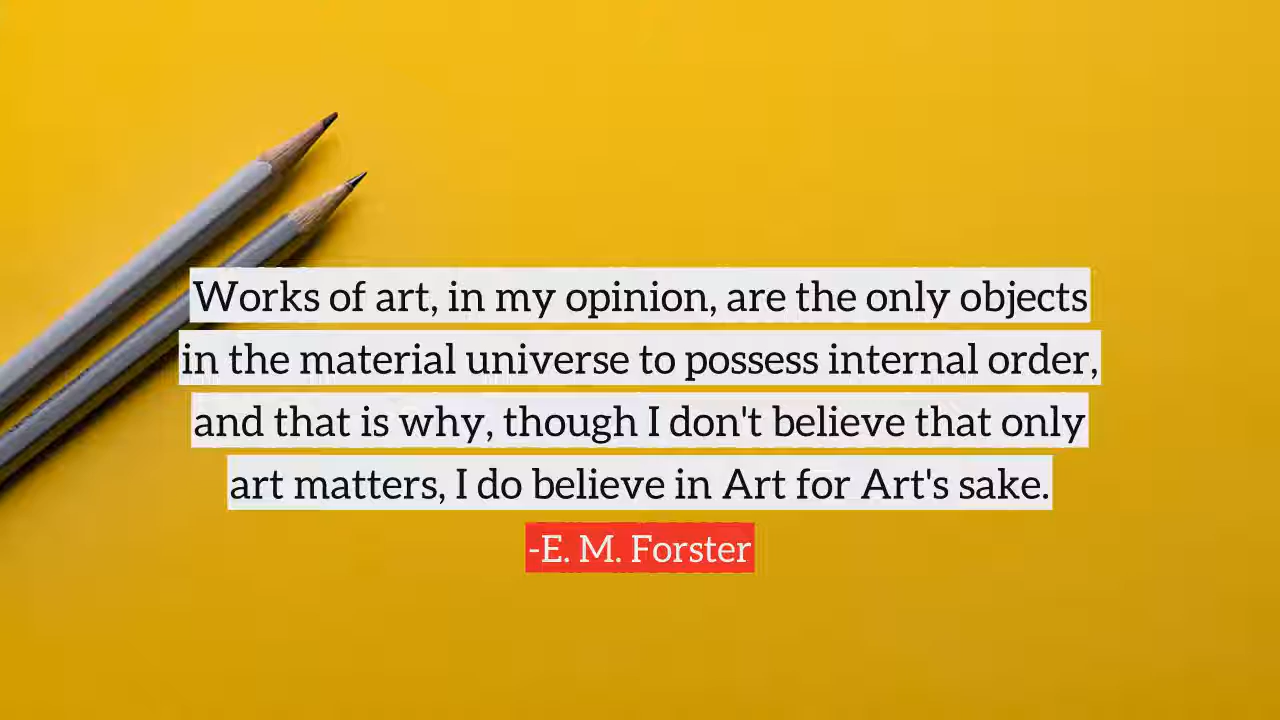 Works of art, in my opinion, are the only objects
in the material universe to possess internal order,
and that is why, though I don't believe that only
art matters, I do believe in Art for Art's sake.
-E. M. Forster